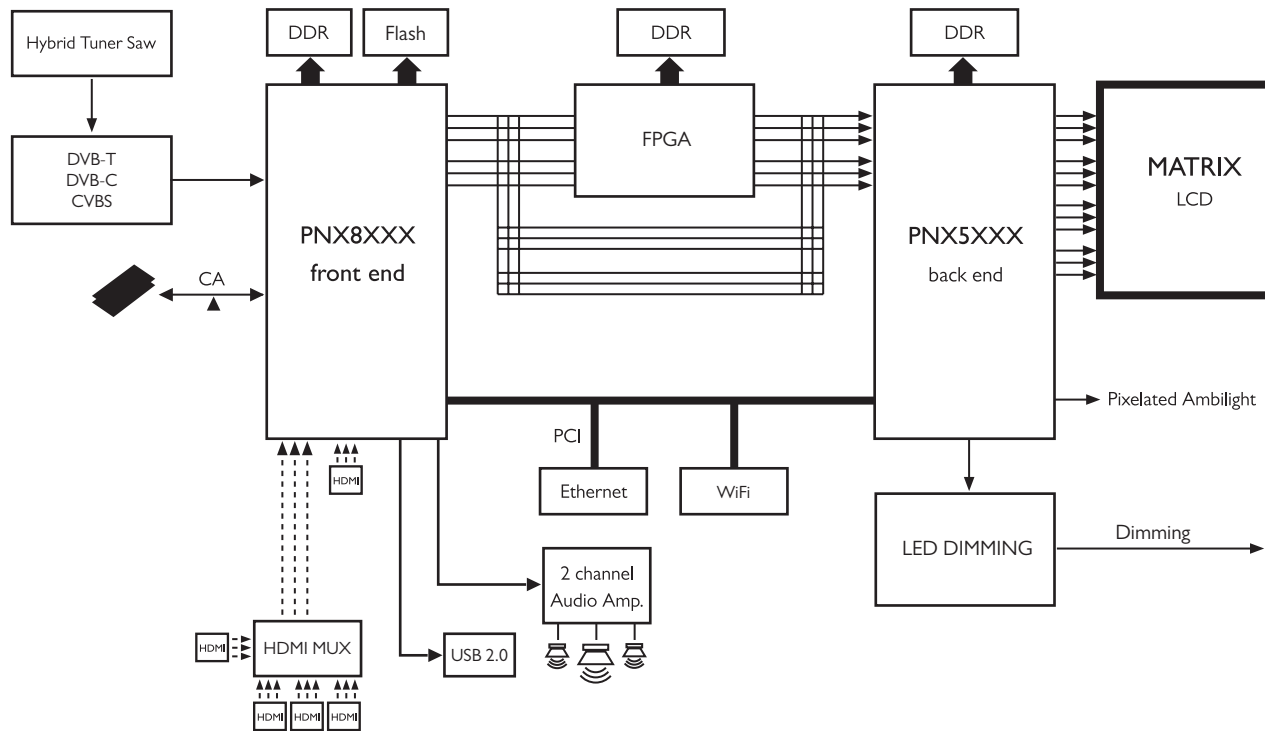 Hybrid Tuner Saw
DDR
Flash
DDR
DDR
DVB-T
DVB-C
CVBS
FPGA
MATRIX
LCD
PNX8XXX
front end
PNX5XXX
back end
CA
Pixelated Ambilight
PCI
HDMI
Ethernet
WiFi
LED DIMMING
Dimming
2 channel
Audio Amp.
HDMI
HDMI MUX
USB 2.0
HDMI
HDMI
HDMI